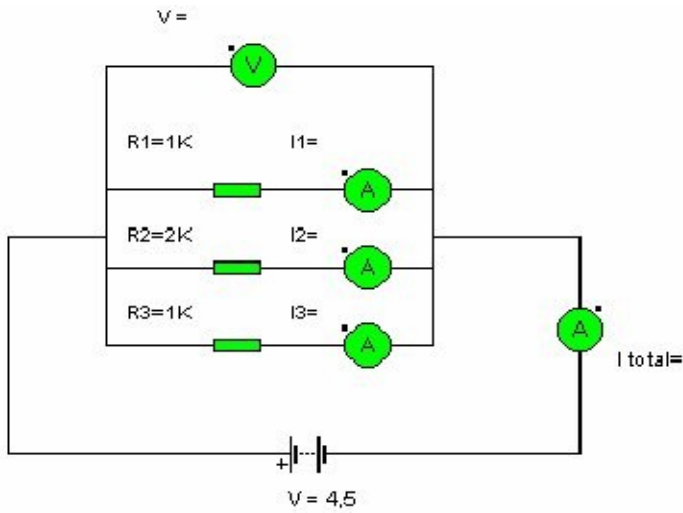 V =
V
R1=1K I1=
A
R2=2K I2=
A
R3=1K I3=
A
A
I total=
+
V = 4,5